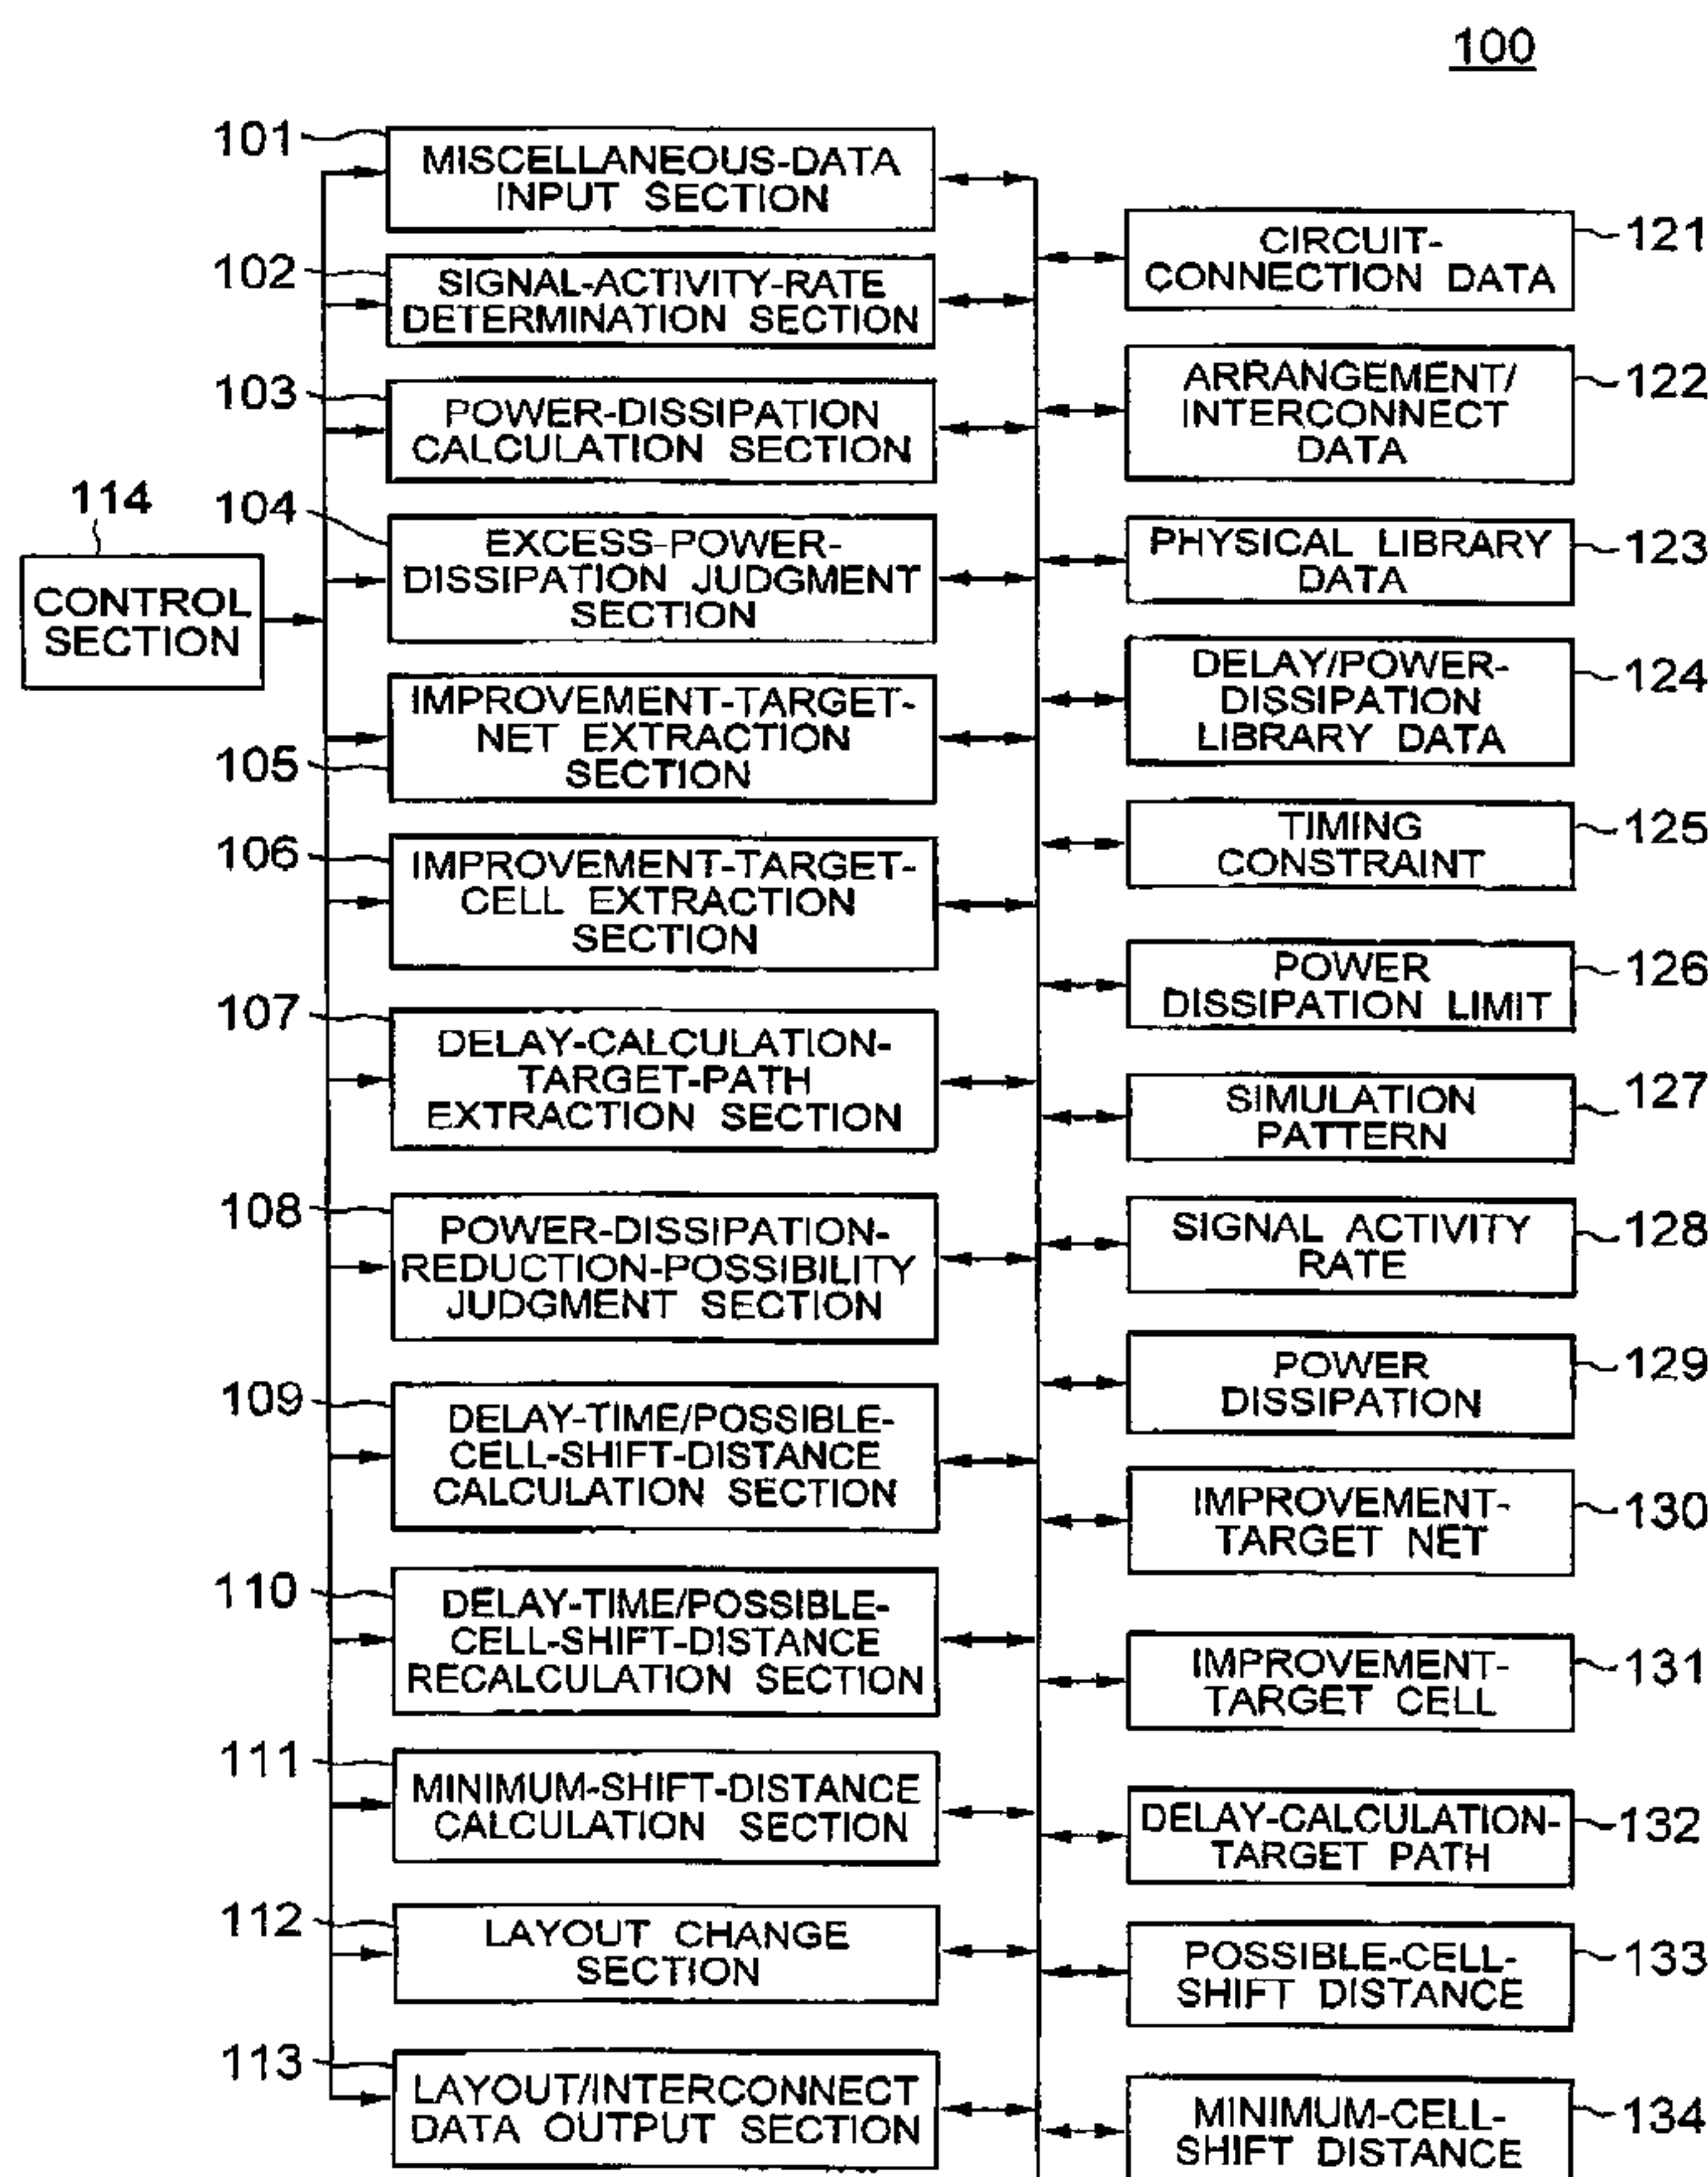 100
101
MISCELLANEOUS-DATA
INPUT SECTION
102
SIGNAL-ACTIVITY-RATE
DETERMINATION SECTION
103
POWER-DISSIPATION
CALCULATION SECTION
114
CONTROL
SECTION
104
EXCESS-POWER-
DISSIPATION JUDGMENT
SECTION
105
IMPROVEMENT-TARGET-
NET EXTRACTION
SECTION
106
IMPROVEMENT-TARGET-
CELL EXTRACTION
SECTION
107
DELAY-CALCULATION-
TARGET-PATH
EXTRACTION SECTION
108
POWER-DISSIPATION-
REDUCTION-POSSIBILITY
JUDGMENT SECTION
109
DELAY-TIME/POSSIBLE-
CELL-SHIFT-DISTANCE
CALCULATION SECTION
110
DELAY-TIME/POSSIBLE-
CELL-SHIFT-DISTANCE
RECALCULATION SECTION
111
MINIMUM-SHIFT-DISTANCE
CALCULATION SECTION
112
LAYOUT CHANGE
SECTION
113
LAYOUT/INTERCONNECT
DATA OUTPUT SECTION
CIRCUIT-
CONNECTION DATA
121
ARRANGEMENT/
INTERCONNECT
DATA
122
PHYSICAL LIBRARY
DATA
123
DELAY/POWER-
DISSIPATION
LIBRARY DATA
124
TIMING
CONSTRAINT
125
POWER
DISSIPATION LIMIT
126
SIMULATION
PATTERN
127
SIGNAL ACTIVITY
RATE
128
POWER
DISSIPATION
129
IMPROVEMENT-
TARGET NET
130
IMPROVEMENT-
TARGET CELL
131
DELAY-CALCULATION-
TARGET PATH
132
POSSIBLE-CELL-
SHIFT DISTANCE
133
MINIMUM-CELL-
SHIFT DISTANCE
134